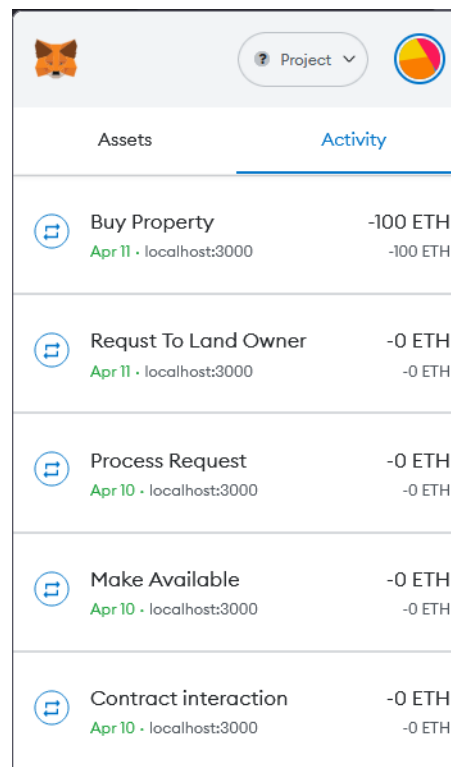 ? Project
Assets Activity
Buy Property -100 ETH
Apr 11 · localhost:3000 -100 ETH
Requst To Land Owner -0 ETH
Apr 11 · localhost:3000 -0 ETH
Process Request -0 ETH
Apr 10 · localhost:3000 -0 ETH
Make Available -0 ETH
Apr 10 · localhost:3000 -0 ETH
Contract interaction -0 ETH
Apr 10 · localhost:3000 -0 ETH